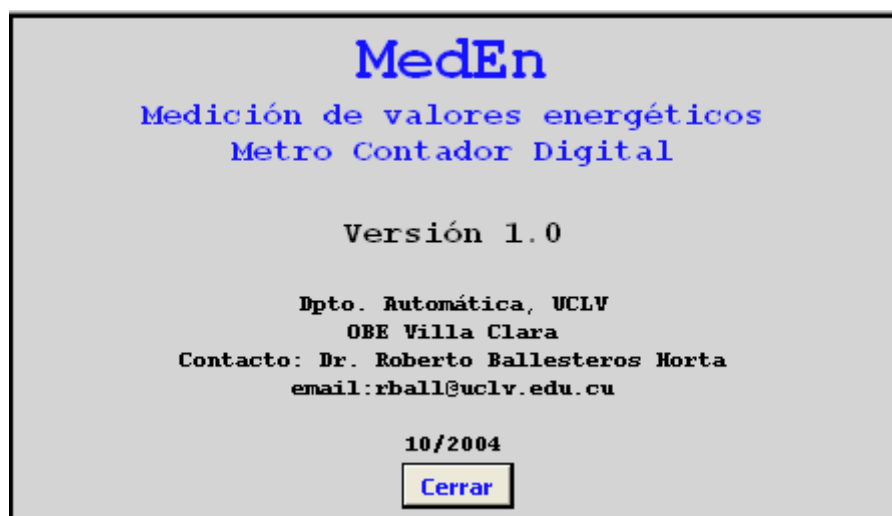 MedEn
Medición de valores energéticos
Metro Contador Digital
Versión 1.0
Dpto. Automática, UCLV
OBE Villa Clara
Contacto: Dr. Roberto Ballesteros Horta
email:rball@uclv.edu.cu
10/2004
Cerrar